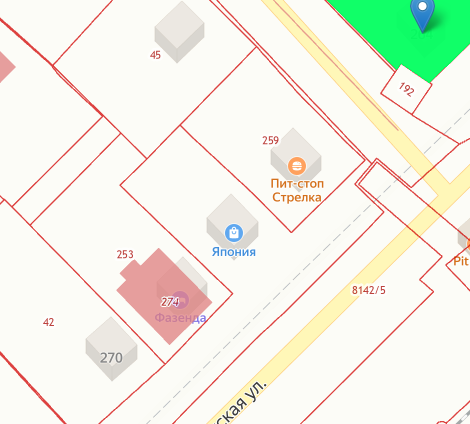 45
192
259
Пит-стоп
Стрелка
Япония
253
Pit
274
8142/5
Фазенда
42
270
ская ул.